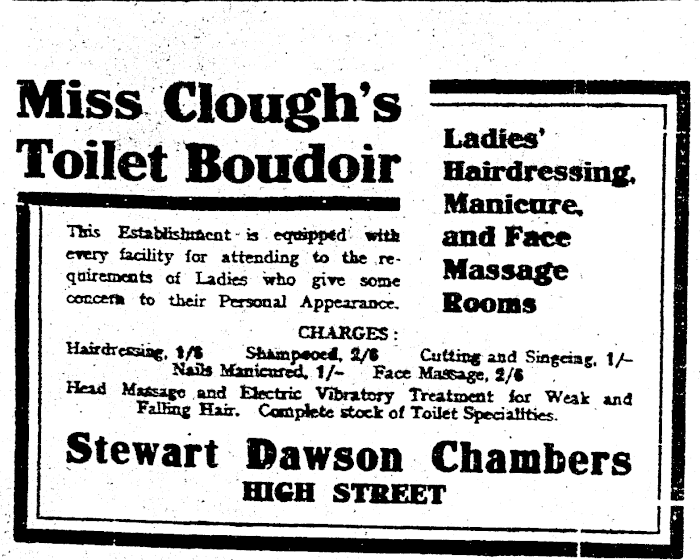 Miss Clough's
Toilet Boudoir
Ladies'
Hairdressing,
Manicure,
and Face
Massage
Rooms
This Establishment is equipped with
every facility for attending to the re-
quirements of Ladies who give some
concern to their Personal Appearance.
CHARGES:
Hairdressing, 1/6 Shampooed, 2/6 Cutting and Singeing, 1/-
Nails Manicured, 1/- Face Massage, 2/6
Head Massage and Electric Vibratory Treatment for Weak and
Falling Hair. Complete stock of Toilet Specialities.
Stewart Dawson Chambers
HIGH STREET